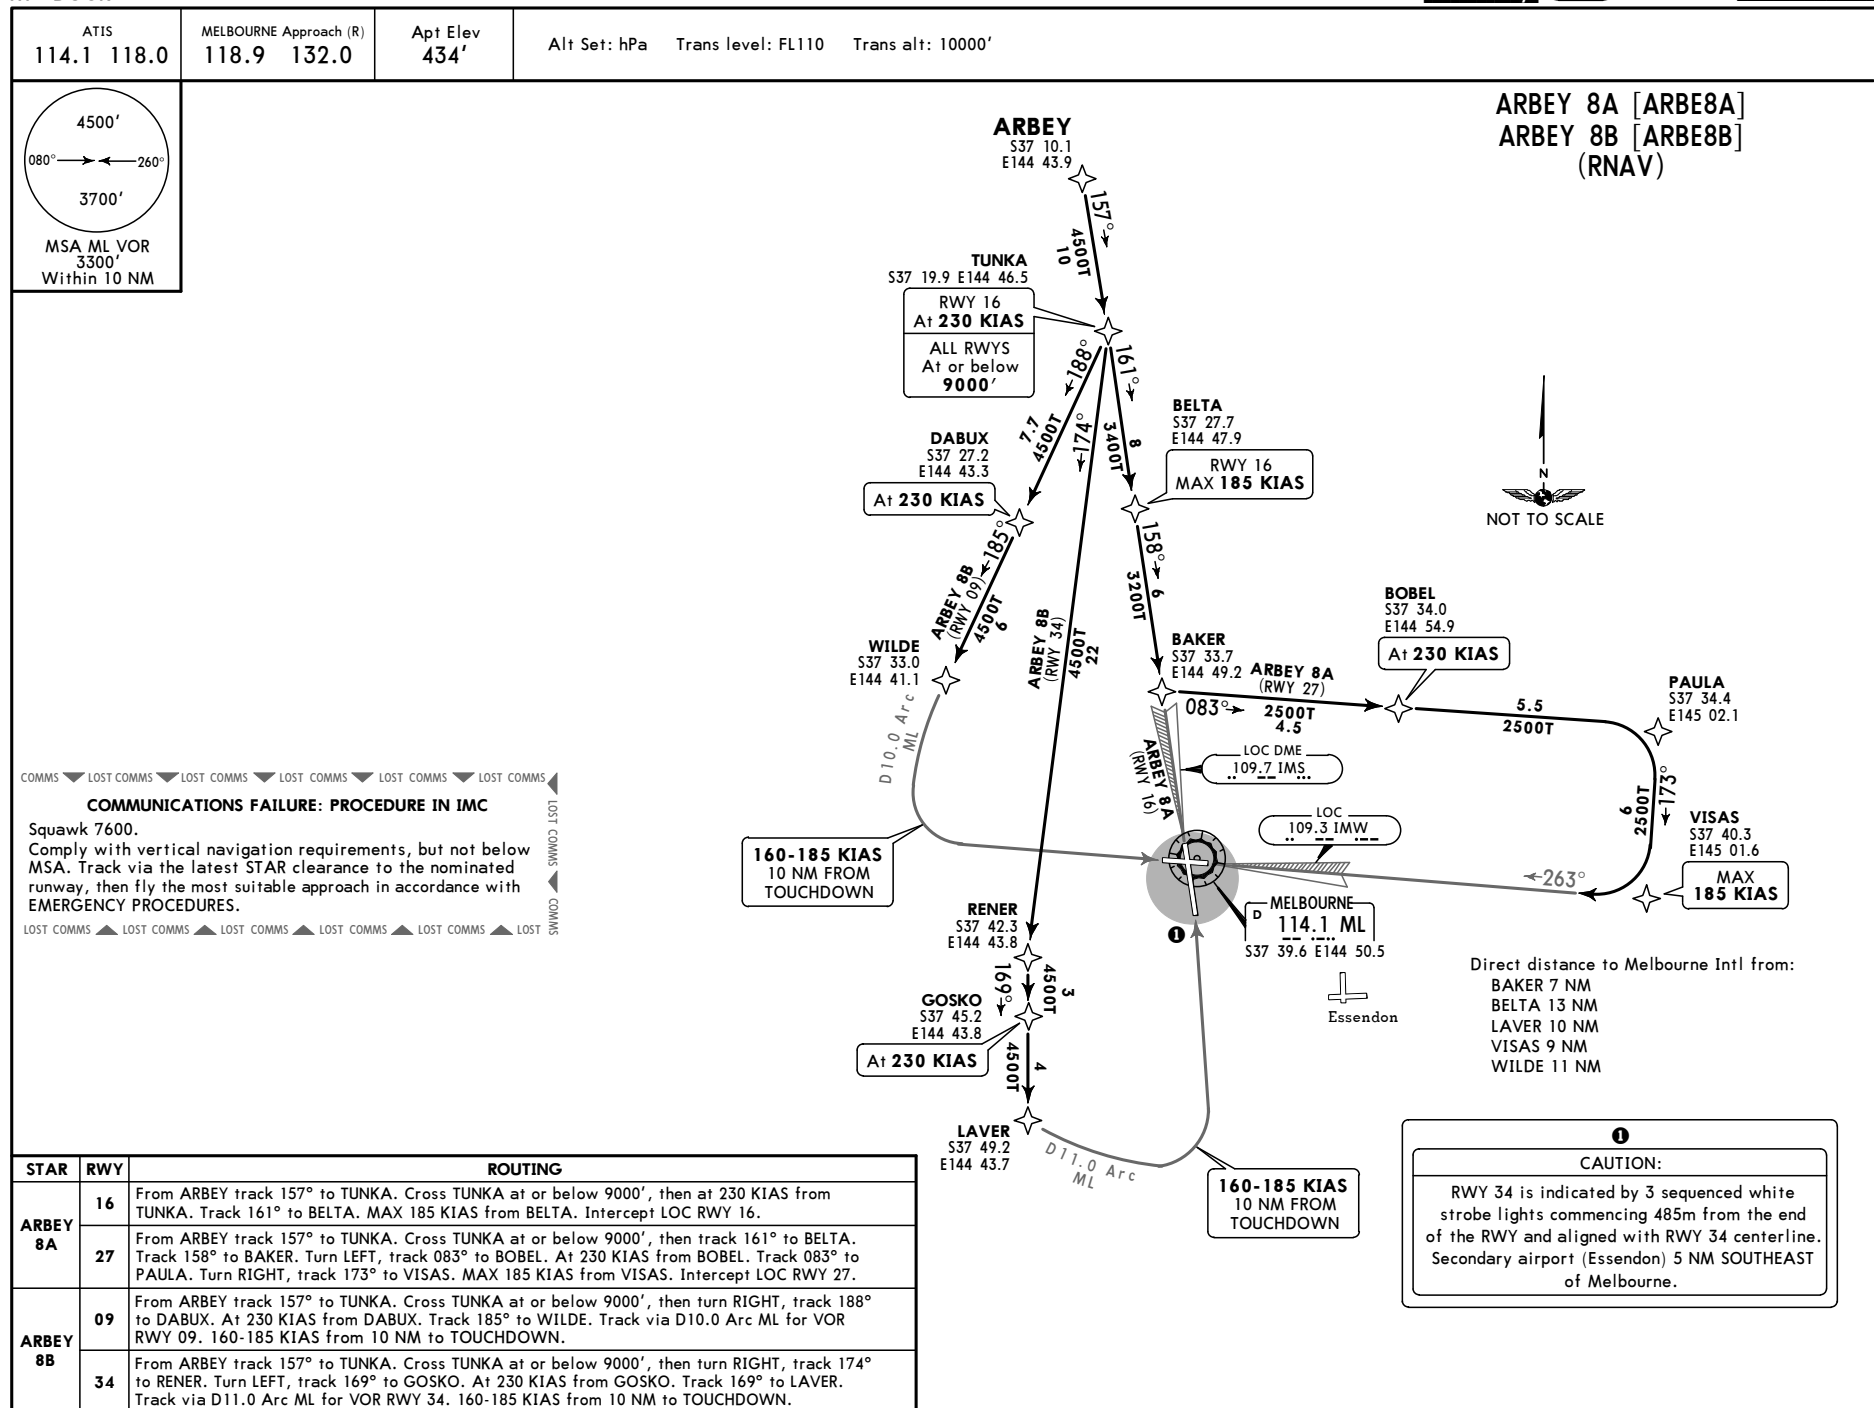 ATIS
114.1 118.0
MELBOURNE Approach (R)
118.9 132.0
Apt Elev
434'
Alt Set: hPa Trans level: FL110 Trans alt: 10000'
4500'
080° 260°
3700'
MSA ML VOR
3300'
Within 10 NM
ARBEY 8A [ARBE8A]
ARBEY 8B [ARBE8B]
(RNAV)
ARBEY
S37 10.1
E144 43.9
157°
4500T
10
TUNKA
S37 19.9 E144 46.5
RWY 16
At 230 KIAS
ALL RWYS
At or below
9000'
188°
7.7
4500T
174°
161°
8
3400T
DABUX
S37 27.2
E144 43.3
At 230 KIAS
BELTA
S37 27.7
E144 47.9
RWY 16
MAX 185 KIAS
N
NOT TO SCALE
185°
ARBEY 8B
(RWY 09)
4500T
6
158°
6
3200T
WILDE
S37 33.0
E144 41.1
ARBEY 8B
(RWY 34)
4500T
22
BAKER
S37 33.7
E144 49.2
ARBEY 8A
(RWY 27)
083°
2500T
4.5
BOBEL
S37 34.0
E144 54.9
At 230 KIAS
5.5
2500T
PAULA
S37 34.4
E145 02.1
173°
6
2500T
D10.0 Arc
ML
ARBEY 8A
(RWY 16)
LOC DME
109.7 IMS
LOC
109.3 IMW
VISAS
S37 40.3
E145 01.6
MAX
185 KIAS
263°
COMMS LOST COMMS LOST COMMS LOST COMMS LOST COMMS LOST COMMS
COMMUNICATIONS FAILURE: PROCEDURE IN IMC
Squawk 7600.
Comply with vertical navigation requirements, but not below
MSA. Track via the latest STAR clearance to the nominated
runway, then fly the most suitable approach in accordance with
EMERGENCY PROCEDURES.
LOST COMMS LOST COMMS LOST COMMS LOST COMMS LOST COMMS LOST
LOST COMMS
COMMS
160-185 KIAS
10 NM FROM
TOUCHDOWN
D
MELBOURNE
114.1 ML
S37 39.6 E144 50.5
1
Essendon
RENER
S37 42.3
E144 43.8
169°
3
4500T
GOSKO
S37 45.2
E144 43.8
At 230 KIAS
4
4500T
LAVER
S37 49.2
E144 43.7
D11.0 Arc
ML
160-185 KIAS
10 NM FROM
TOUCHDOWN
Direct distance to Melbourne Intl from:
BAKER 7 NM
BELTA 13 NM
LAVER 10 NM
VISAS 9 NM
WILDE 11 NM
1
CAUTION:
RWY 34 is indicated by 3 sequenced white
strobe lights commencing 485m from the end
of the RWY and aligned with RWY 34 centerline.
Secondary airport (Essendon) 5 NM SOUTHEAST
of Melbourne.
STAR RWY ROUTING
ARBEY
8A
16
From ARBEY track 157° to TUNKA. Cross TUNKA at or below 9000', then at 230 KIAS from
TUNKA. Track 161° to BELTA. MAX 185 KIAS from BELTA. Intercept LOC RWY 16.
27
From ARBEY track 157° to TUNKA. Cross TUNKA at or below 9000', then track 161° to BELTA.
Track 158° to BAKER. Turn LEFT, track 083° to BOBEL. At 230 KIAS from BOBEL. Track 083° to
PAULA. Turn RIGHT, track 173° to VISAS. MAX 185 KIAS from VISAS. Intercept LOC RWY 27.
ARBEY
8B
09
From ARBEY track 157° to TUNKA. Cross TUNKA at or below 9000', then turn RIGHT, track 188°
to DABUX. At 230 KIAS from DABUX. Track 185° to WILDE. Track via D10.0 Arc ML for VOR
RWY 09. 160-185 KIAS from 10 NM to TOUCHDOWN.
34
From ARBEY track 157° to TUNKA. Cross TUNKA at or below 9000', then turn RIGHT, track 174°
to RENER. Turn LEFT, track 169° to GOSKO. At 230 KIAS from GOSKO. Track 169° to LAVER.
Track via D11.0 Arc ML for VOR RWY 34. 160-185 KIAS from 10 NM to TOUCHDOWN.